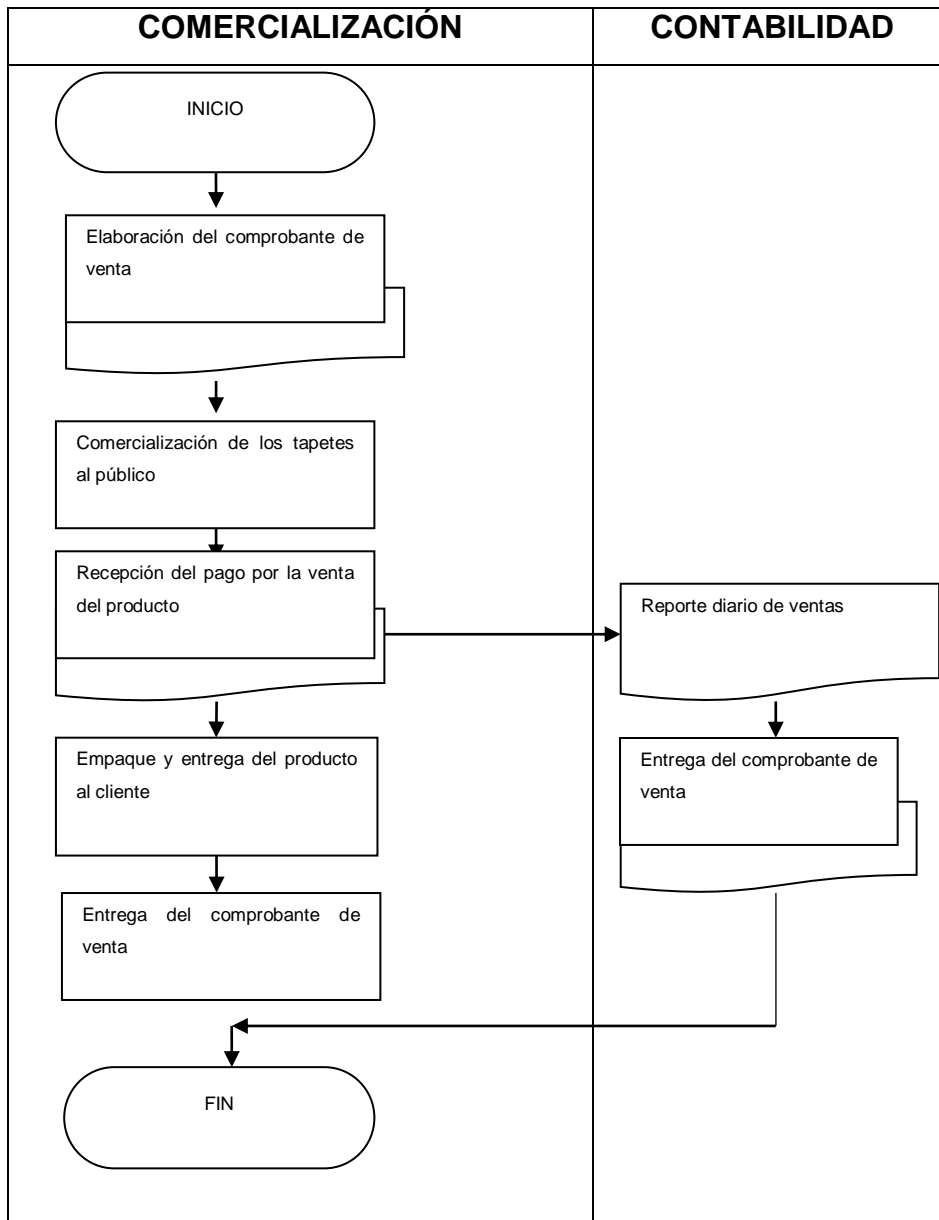 COMERCIALIZACIÓN
CONTABILIDAD
INICIO
Elaboración del comprobante de
venta
Comercialización de los tapetes
al público
Recepción del pago por la venta
del producto
Reporte diario de ventas
Empaque y entrega del producto
al cliente
Entrega del comprobante de
venta
Entrega del comprobante de
venta
FIN